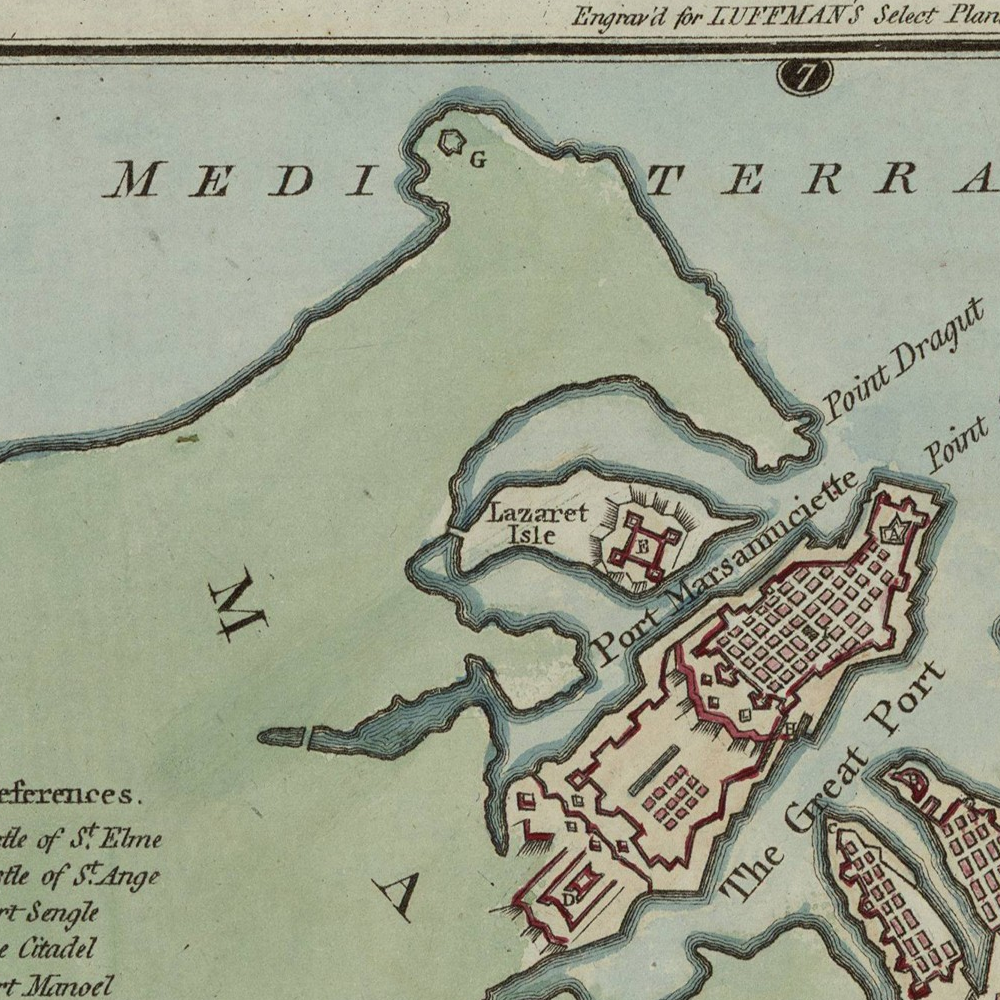 Engrav'd for LUFFMAN'S Select Plan
7
MEDI TERRA
G
Point Dragut
Point
Port Marsamuciette
Lazaret
Isle
E
A
M
The Great Port
H
C
eferences.
tle of St. Elme
stle of St. Ange
rt Sengle
e Citadel
rt Manoel
A
D